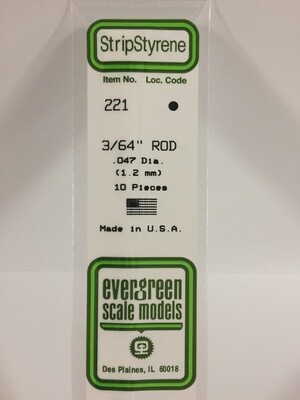 StripStyrene
Item No. Loc. Code
221 ●
3/64" ROD
.047 Dia.
(1.2 mm)
10 Pieces
Made in U.S.A.
evergreen
scale models
Des Plaines, IL 60018